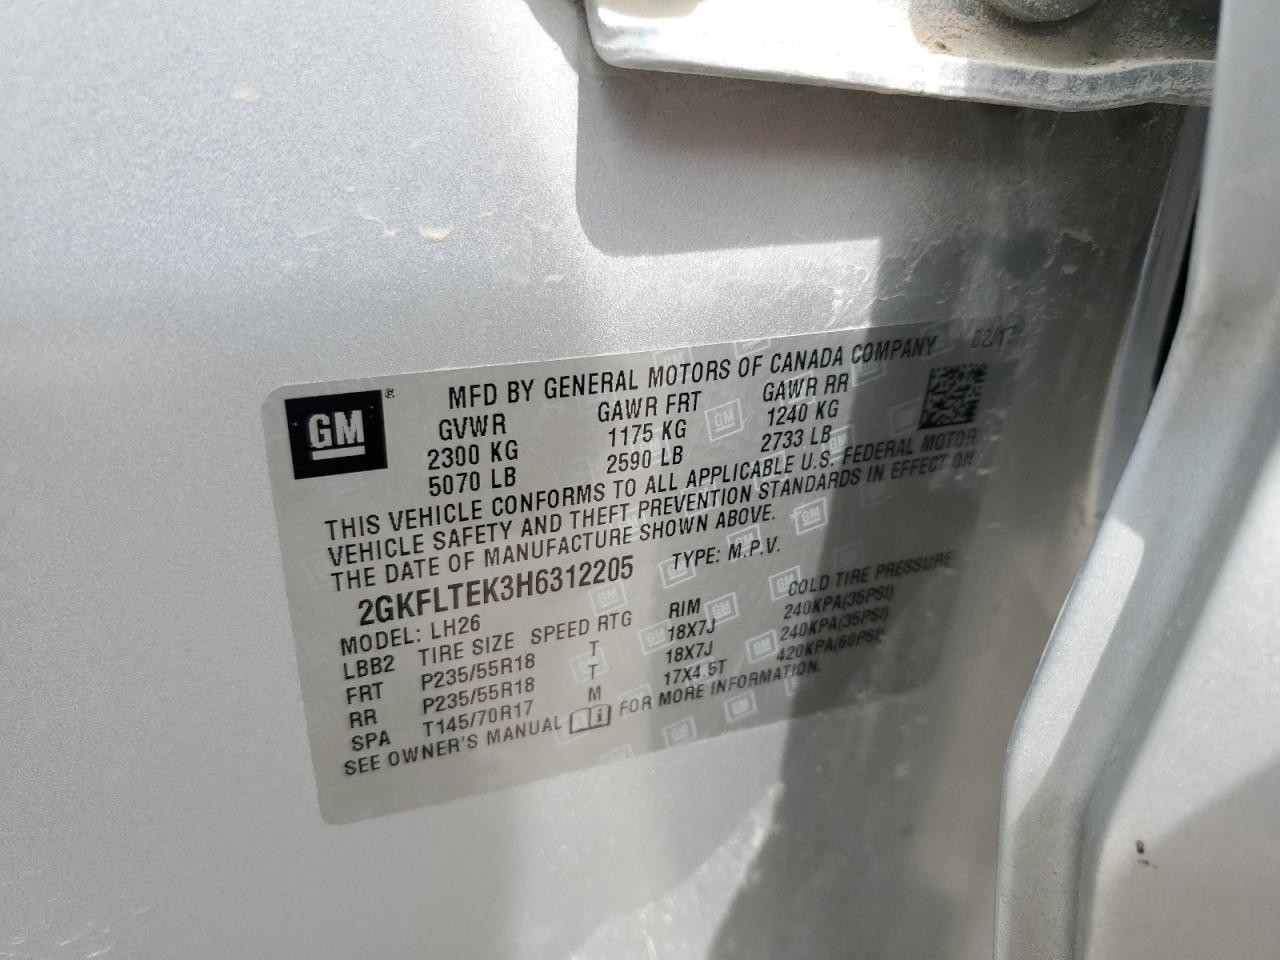 GM ®
MFD BY GENERAL MOTORS OF CANADA COMPANY 02/17
GVWR GAWR FRT GAWR RR
2300 KG 1175 KG 1240 KG
5070 LB 2590 LB 2733 LB
THIS VEHICLE CONFORMS TO ALL APPLICABLE U.S. FEDERAL MOTOR
VEHICLE SAFETY AND THEFT PREVENTION STANDARDS IN EFFECT ON
THE DATE OF MANUFACTURE SHOWN ABOVE.
2GKFLTEK3H6312205 TYPE: M.P.V.
MODEL: LH26
LBB2 TIRE SIZE SPEED RTG RIM COLD TIRE PRESSURE
FRT P235/55R18 T 18X7J 240KPA(35PSI)
RR P235/55R18 T 18X7J 240KPA(35PSI)
SPA T145/70R17 M 17X4.5T 420KPA(60PSI)
SEE OWNER'S MANUAL FOR MORE INFORMATION.